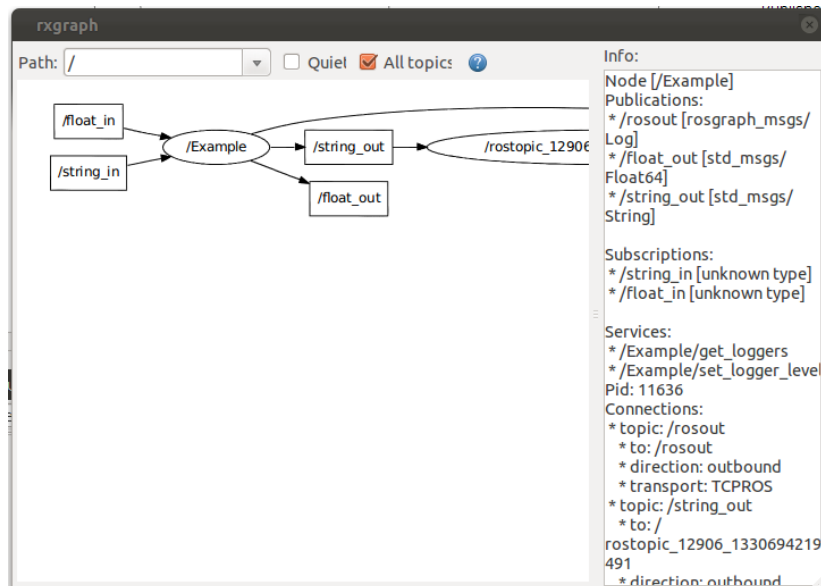 rxgraph
Path: / Quiet All topics
/float_in
/string_in
/Example
/string_out
/float_out
/rostopic_12906
Info:
Node [/Example]
Publications:
* /rosout [rosgraph_msgs/
Log]
* /float_out [std_msgs/
Float64]
* /string_out [std_msgs/
String]
Subscriptions:
* /string_in [unknown type]
* /float_in [unknown type]
Services:
* /Example/get_loggers
* /Example/set_logger_level
Pid: 11636
Connections:
* topic: /rosout
* to: /rosout
* direction: outbound
* transport: TCPROS
* topic: /string_out
* to: /
rostopic_12906_1330694219
491
* direction: outbound